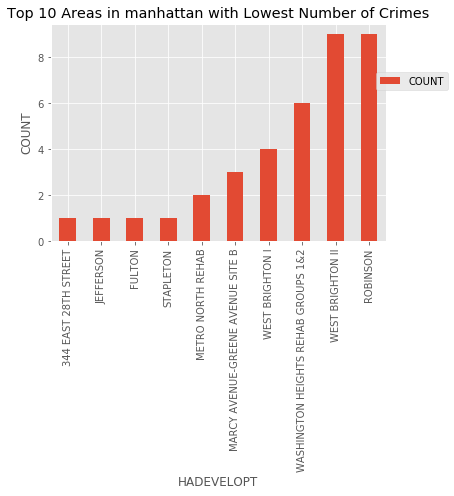 Top 10 Areas in manhattan with Lowest Number of Crimes
8
6
4
2
0
COUNT
COUNT
344 EAST 28TH STREET
JEFFERSON
FULTON
STAPLETON
METRO NORTH REHAB
MARCY AVENUE-GREENE AVENUE SITE B
WEST BRIGHTON I
WASHINGTON HEIGHTS REHAB GROUPS 1&2
WEST BRIGHTON II
ROBINSON
HADEVELOPT